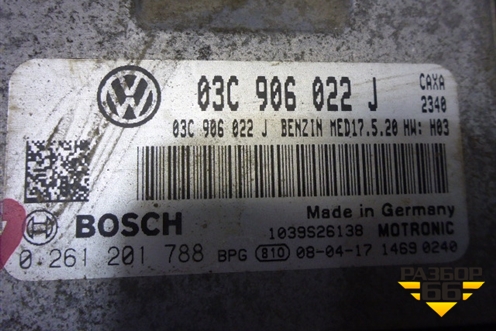 03C 906 022 J CAXA
2340
03C 906 022 J BENZIN MED17.5.20 HW: H03
Made in Germany
BOSCH 1039S26138 MOTRONIC
0 261 201 788 BPG 810 08-04-17 1469 0240
РАЗБОР
66